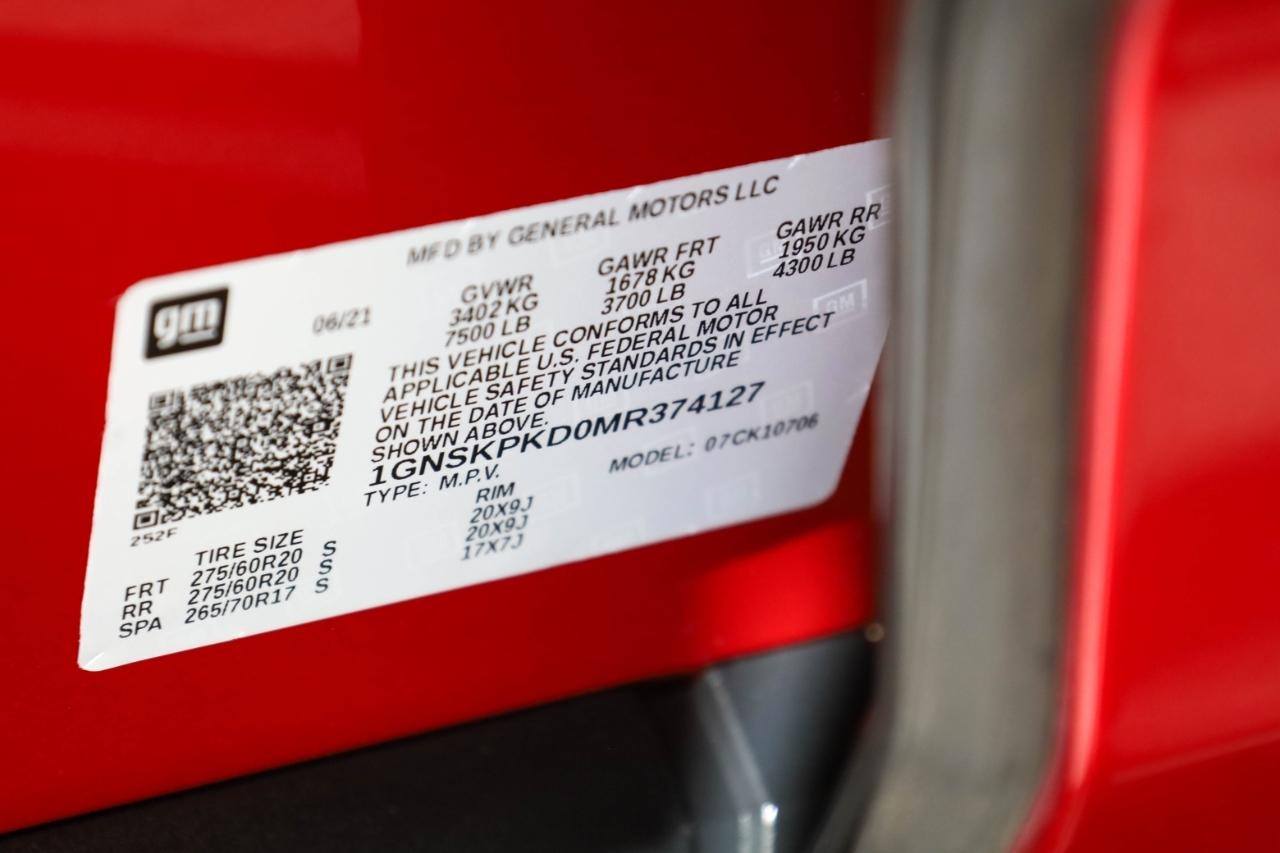 MFD BY GENERAL MOTORS LLC
gm
06/21
GVWR GAWR FRT GAWR RR
3402 KG 1678 KG 1950 KG
7500 LB 3700 LB 4300 LB
THIS VEHICLE CONFORMS TO ALL
APPLICABLE U.S. FEDERAL MOTOR
VEHICLE SAFETY STANDARDS IN EFFECT
ON THE DATE OF MANUFACTURE
SHOWN ABOVE.
1GNSKPKD0MR374127
TYPE: M.P.V. MODEL: 07CK10706
252F
TIRE SIZE RIM
FRT 275/60R20 S 20X9J
RR 275/60R20 S 20X9J
SPA 265/70R17 S 17X7J
GM